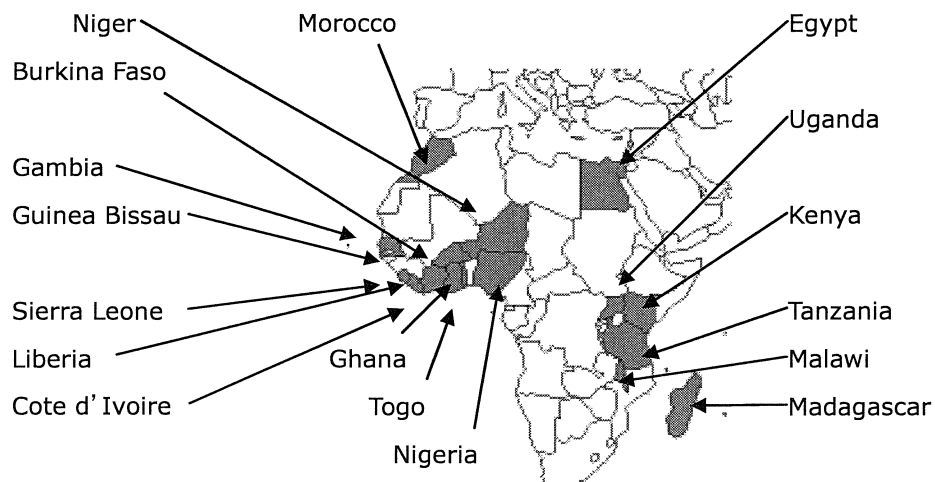 Niger
Morocco
Egypt
Burkina Faso
Uganda
Gambia
Guinea Bissau
Kenya
Sierra Leone
Tanzania
Liberia
Ghana
Malawi
Cote d'Ivoire
Togo
Madagascar
Nigeria